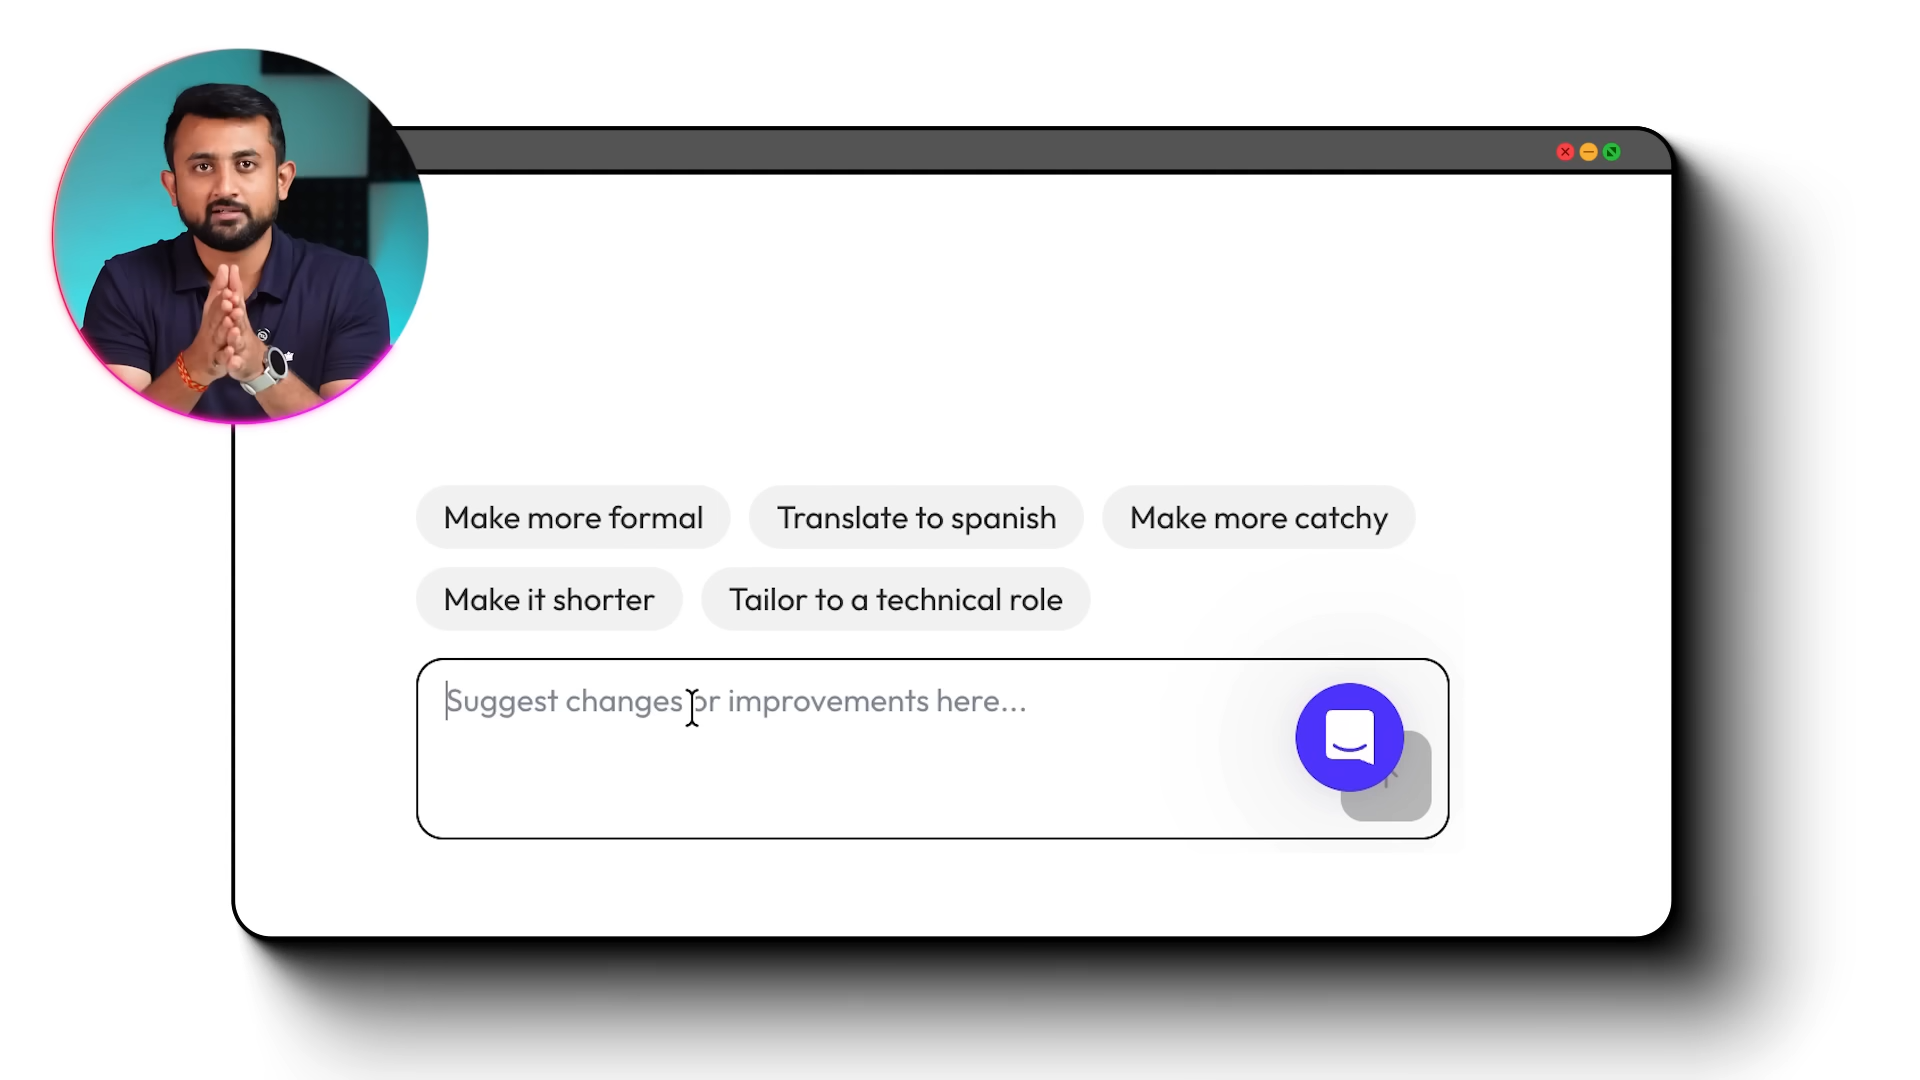 Make more formal Translate to spanish Make more catchy
Make it shorter Tailor to a technical role
Suggest changes or improvements here...